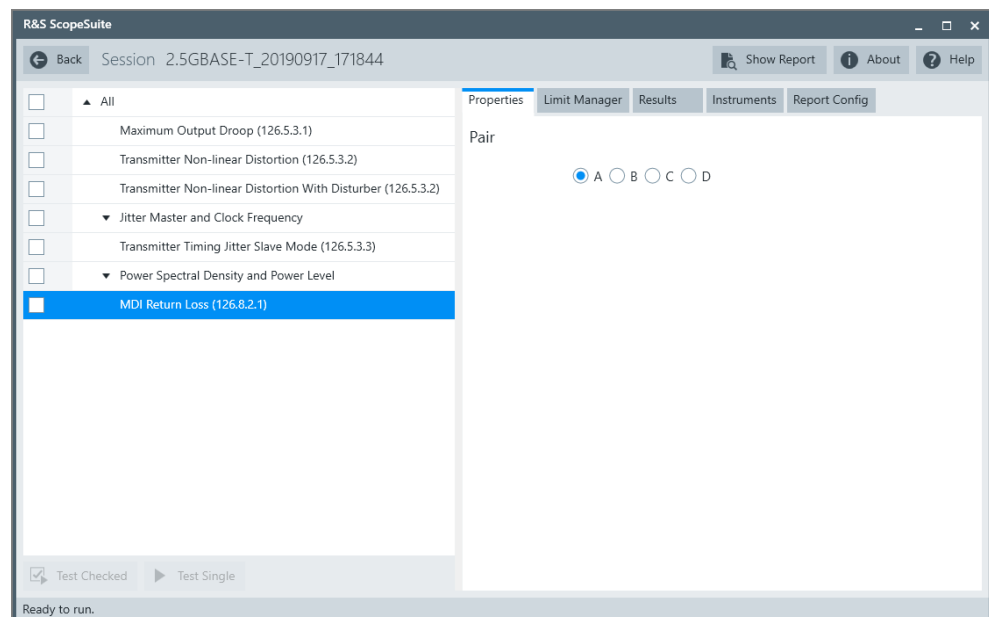 R&S ScopeSuite
Back Session 2.5GBASE-T_20190917_171844 Show Report About Help
All
Maximum Output Droop (126.5.3.1)
Transmitter Non-linear Distortion (126.5.3.2)
Transmitter Non-linear Distortion With Disturber (126.5.3.2)
Jitter Master and Clock Frequency
Transmitter Timing Jitter Slave Mode (126.5.3.3)
Power Spectral Density and Power Level
MDI Return Loss (126.8.2.1)
Properties Limit Manager Results Instruments Report Config
Pair
A B C D
Test Checked Test Single
Ready to run.